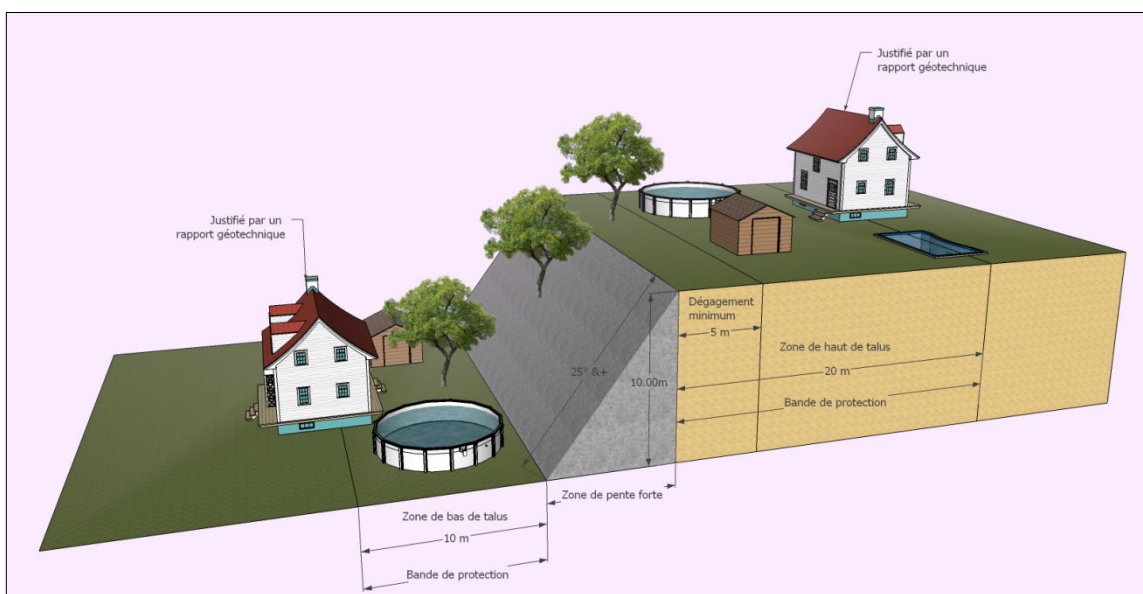 Justifié par un
rapport géotechnique
Justifié par un
rapport géotechnique
Dégagement
minimum
5 m
Zone de haut de talus
20 m
Bande de protection
25° &+
10.00m
Zone de pente forte
Zone de bas de talus
10 m
Bande de protection